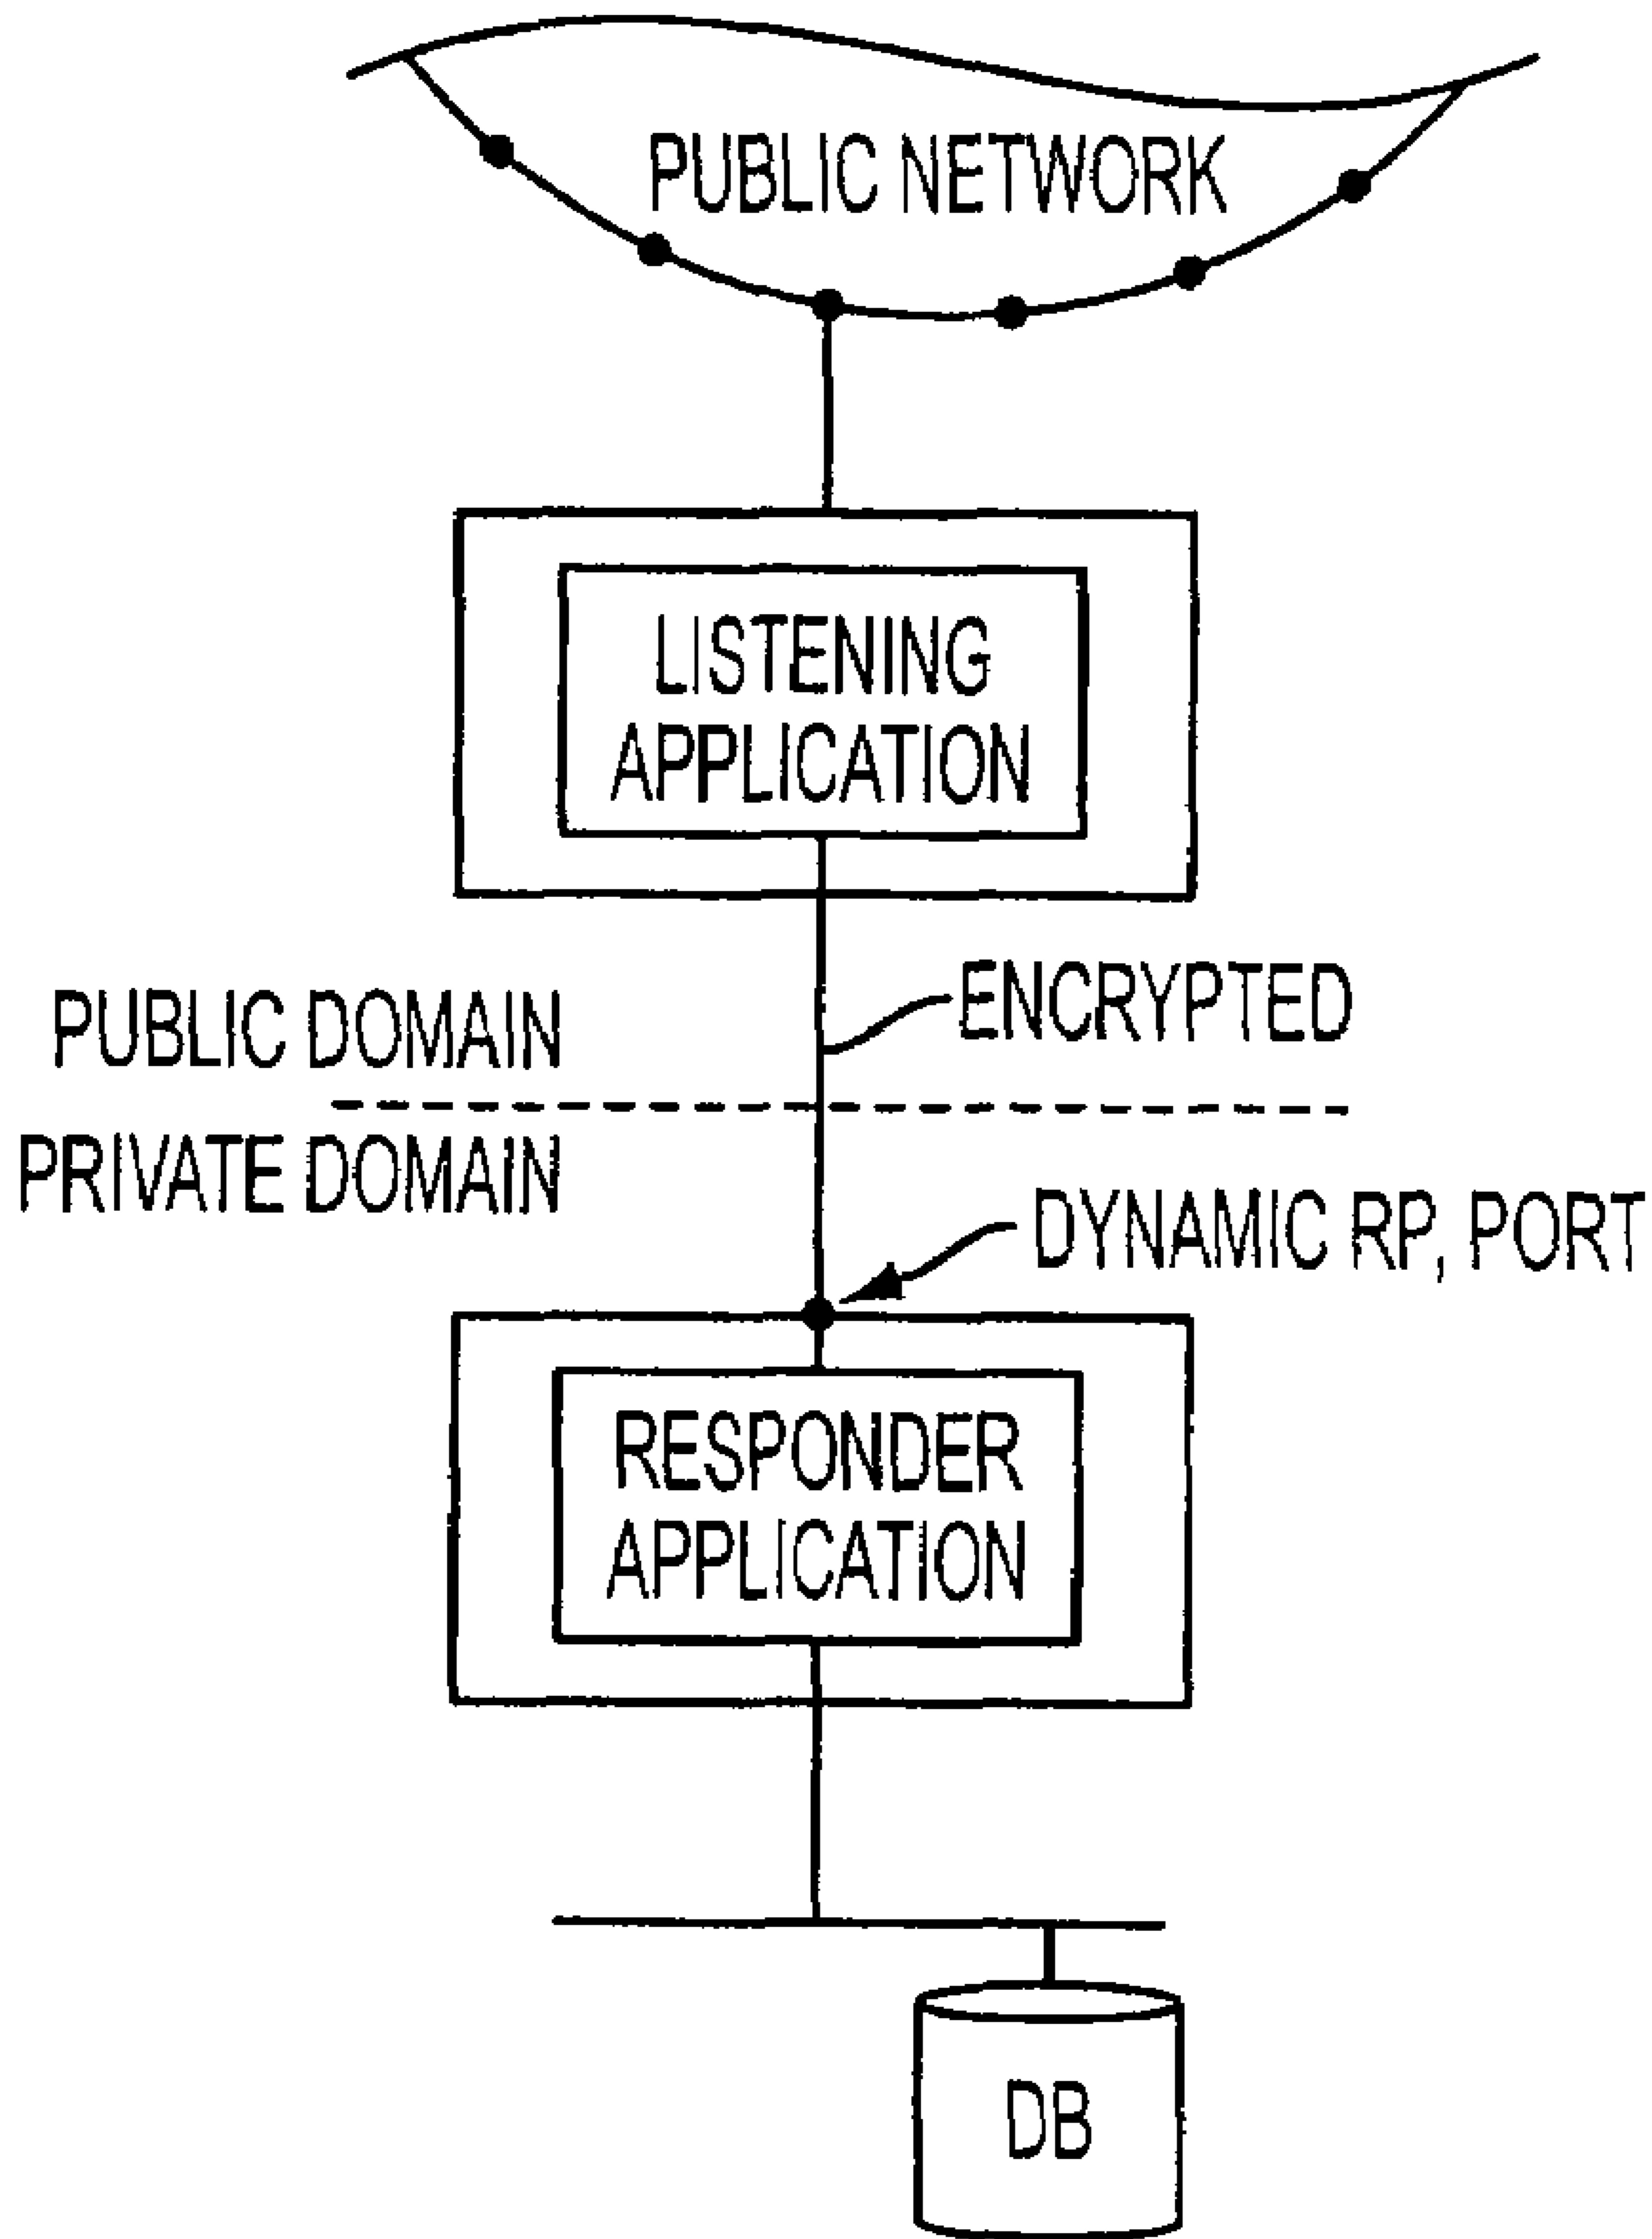 PUBLIC NETWORK
LISTENING
APPLICATION
ENCRYPTED
PUBLIC DOMAIN
PRIVATE DOMAIN
DYNAMIC RP, PORT
RESPONDER
APPLICATION
DB